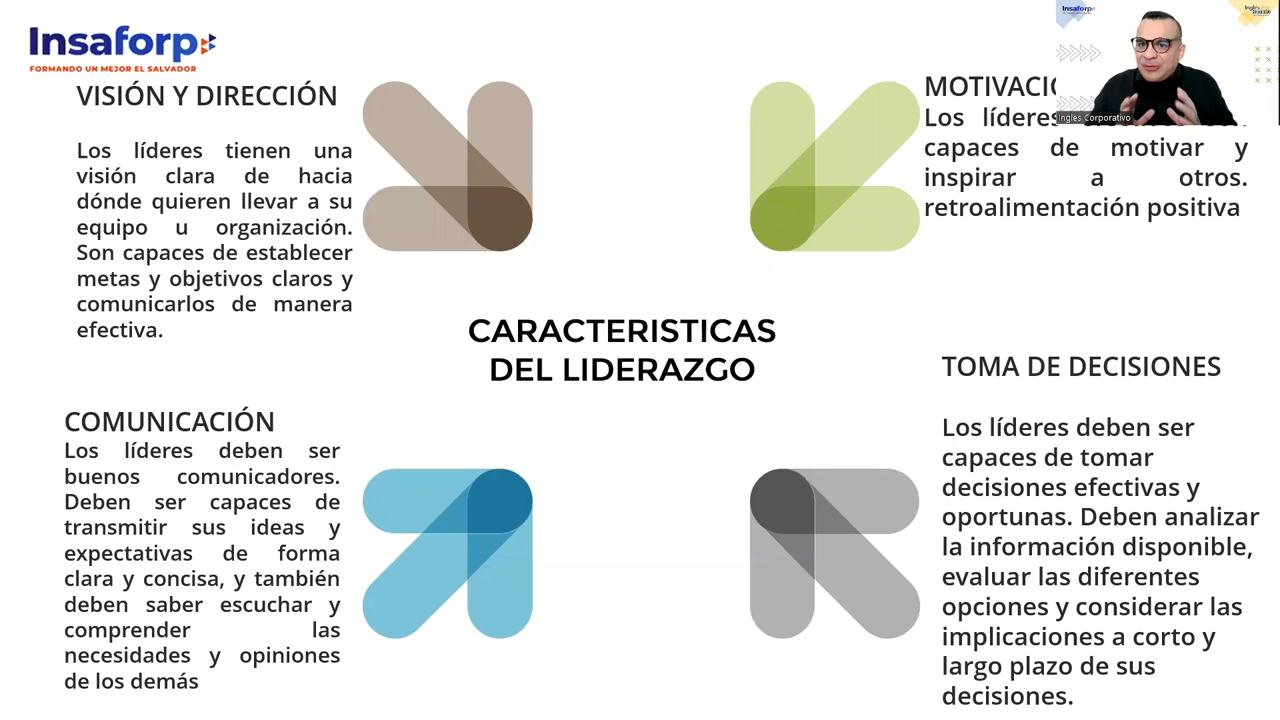 Insaforp
FORMANDO UN MEJOR EL SALVADOR
VISIÓN Y DIRECCIÓN
Los líderes tienen una
visión clara de hacia
dónde quieren llevar a su
equipo u organización.
Son capaces de establecer
metas y objetivos claros y
comunicarlos de manera
efectiva.
MOTIVACI
Los líderes
capaces de motivar y
inspirar a otros.
retroalimentación positiva
Insaforp
Ingles Corporativo
CARACTERISTICAS
DEL LIDERAZGO
COMUNICACIÓN
Los líderes deben ser
buenos comunicadores.
Deben ser capaces de
transmitir sus ideas y
expectativas de forma
clara y concisa, y también
deben saber escuchar y
comprender las
necesidades y opiniones
de los demás
TOMA DE DECISIONES
Los líderes deben ser
capaces de tomar
decisiones efectivas y
oportunas. Deben analizar
la información disponible,
evaluar las diferentes
opciones y considerar las
implicaciones a corto y
largo plazo de sus
decisiones.